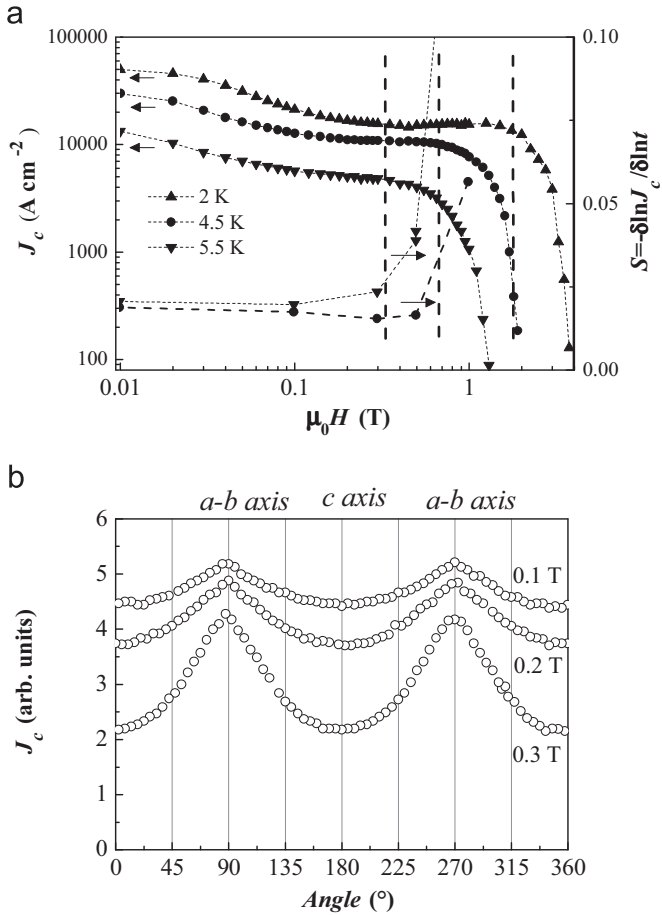 a
100000
10000
1000
100
J_c (A cm⁻²)
2 K
4.5 K
5.5 K
0.10
0.05
0.00
S=-δlnJ_c/δlnt
0.01
0.1
1
μ₀H (T)
b
a-b axis
c axis
a-b axis
6
5
4
3
2
1
0
J_c (arb. units)
0.1 T
0.2 T
0.3 T
0
45
90
135
180
225
270
315
360
Angle (°)